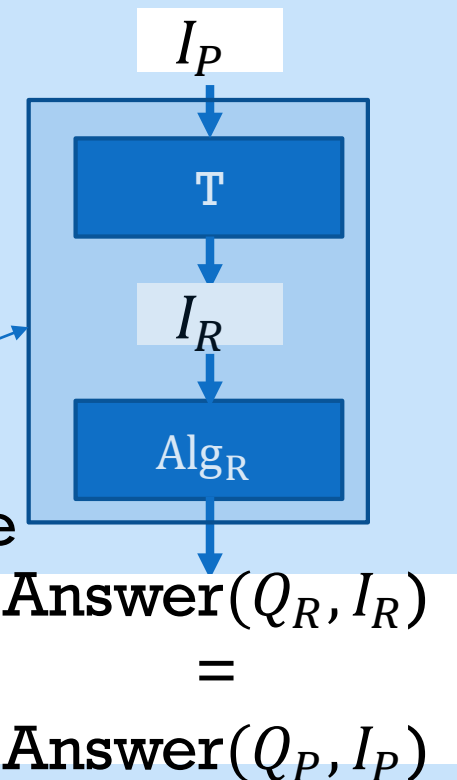 I_P
T
I_R
Alg_R
e
Answer(Q_R, I_R)
=
Answer(Q_P, I_P)